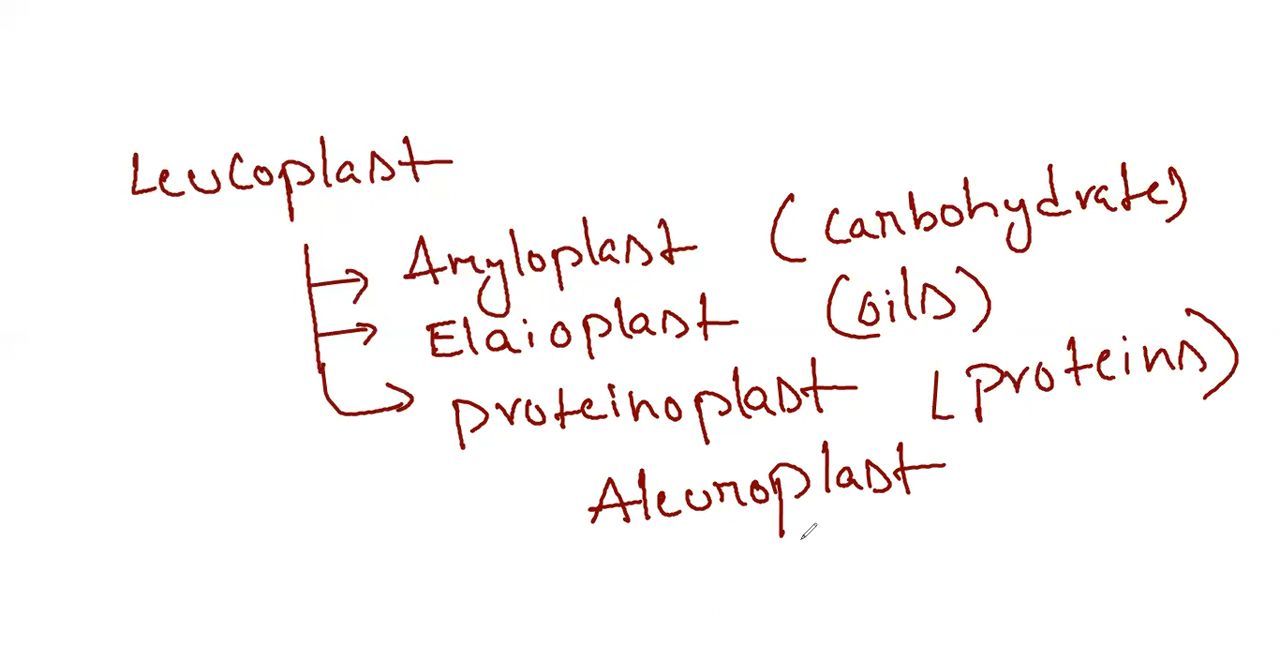 Leucoplast
Amyloplast (carbohydrate)
Elaioplast (oils)
proteinoplast [proteins)
Aleuroplast